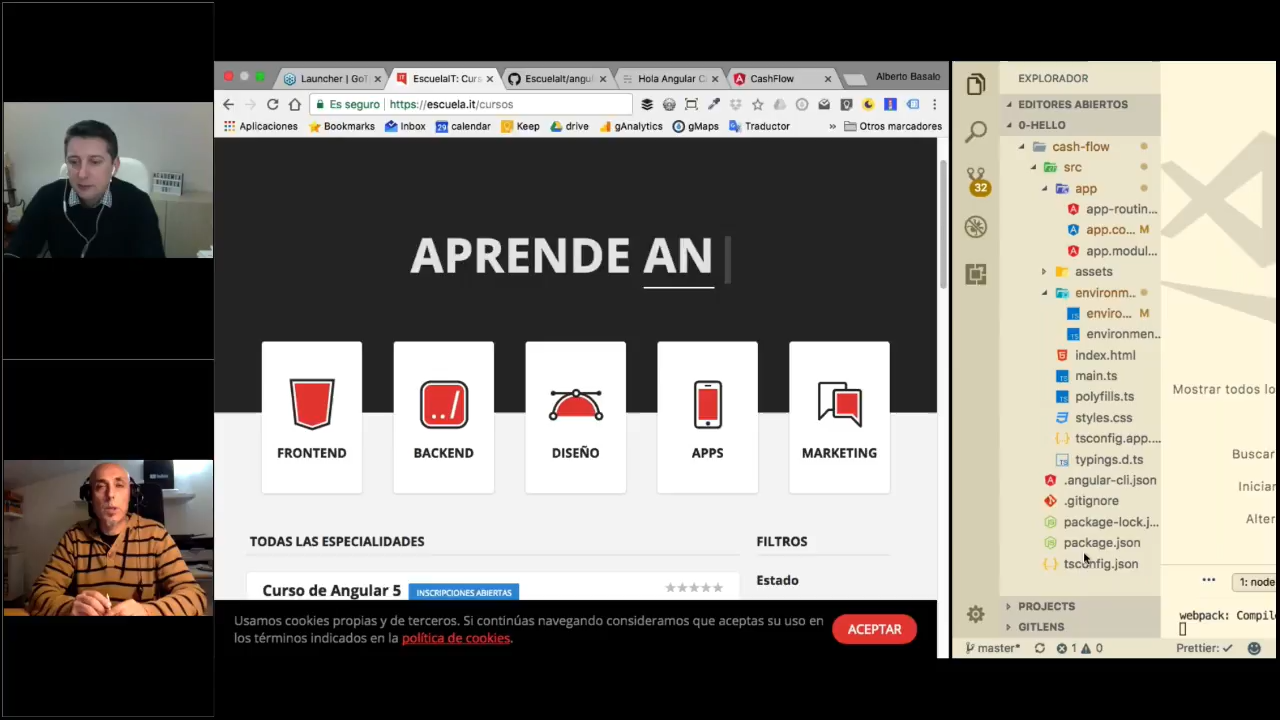 Launcher | GoT
EscuelaIT: Curs
EscuelaIt/angu
Hola Angular C
CashFlow
Alberto Basalo
Es seguro
https://escuela.it/cursos
Aplicaciones
Bookmarks
Inbox
29
calendar
Keep
drive
gAnalytics
gMaps
Traductor
»
Otros marcadores
APRENDE AN
../
FRONTEND
BACKEND
DISEÑO
APPS
MARKETING
TODAS LAS ESPECIALIDADES
FILTROS
Curso de Angular 5
INSCRIPCIONES ABIERTAS
Estado
Usamos cookies propias y de terceros. Si continúas navegando consideramos que aceptas su uso en
los términos indicados en la política de cookies.
ACEPTAR
EXPLORADOR
EDITORES ABIERTOS
0-HELLO
32
cash-flow
src
app
app-routin...
app.co... M
app.modul...
assets
environm...
enviro... M
environmen...
index.html
main.ts
polyfills.ts
styles.css
tsconfig.app....
typings.d.ts
.angular-cli.json
.gitignore
package-lock.j...
package.json
tsconfig.json
PROJECTS
GITLENS
Mostrar todos lo
Buscar
Iniciar
Alter
... 1: node
webpack: Compil
master* 1 0
Prettier: ✓